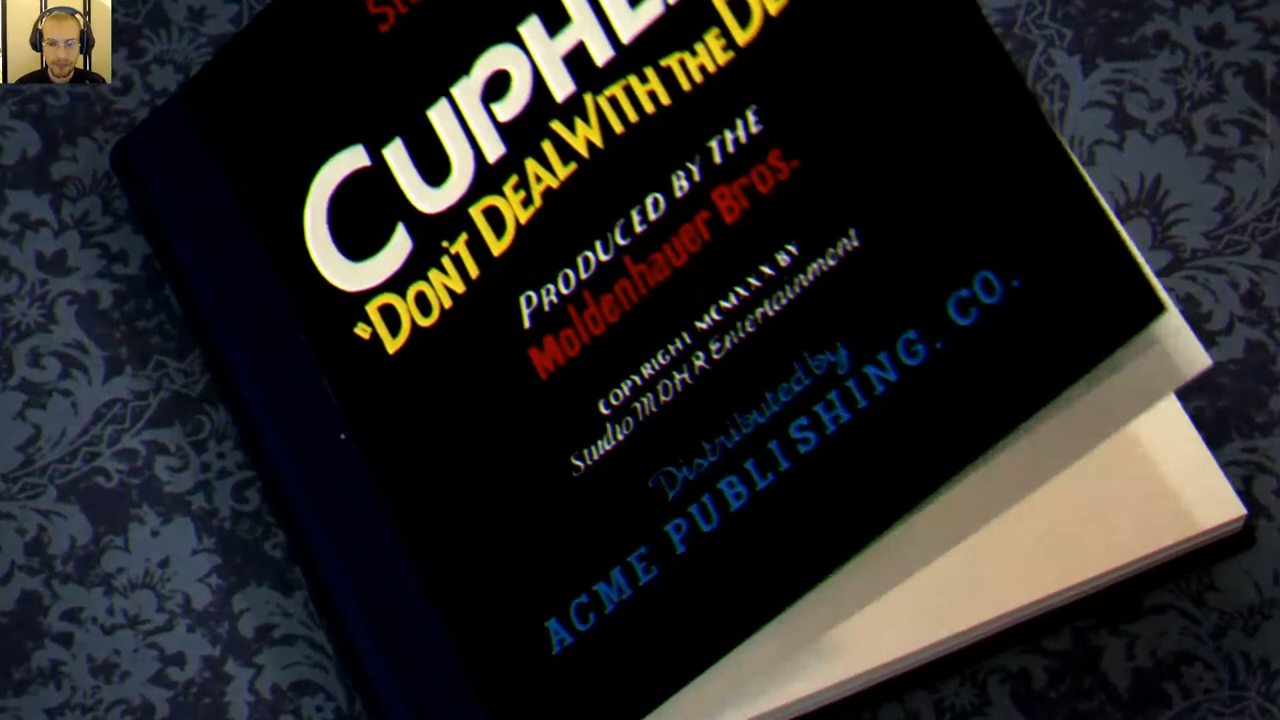 CUPHE
"DON'T DEAL WITH THE DE
PRODUCED BY THE
Moldenhauer Bros.
COPYRIGHT MCMXXX BY
Studio MDHR Entertainment
Distributed by
ACME PUBLISHING. CO.